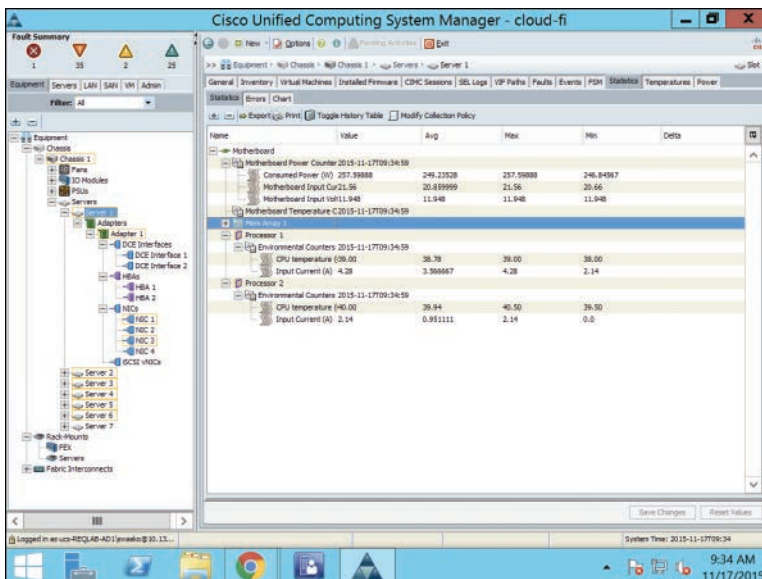 Cisco Unified Computing System Manager - cloud-fi
Fault Summary
1 35 2 25
New Options Pending Activities Exit
>> Equipment Chassis Chassis 1 Servers Server 1
Equipment Servers LAN SAN VM Admin
General Inventory Virtual Machines Installed Firmware CIMC Sessions SEL Logs VIF Paths Faults Events FSM Statistics Temperatures Power
Filter: All
Statistics Errors Chart
Export Print Toggle History Table Modify Collection Policy
Name Value Avg Max Min Delta
Equipment
Chassis
Chassis 1
Fans
IO Modules
PSUs
Servers
Server 1
Adapters
Adapter 1
DCE Interfaces
DCE Interface 1
DCE Interface 2
HBAs
HBA 1
HBA 2
NICs
NIC 1
NIC 2
NIC 3
NIC 4
iSCSI vNICs
Server 2
Server 3
Server 4
Server 5
Server 6
Server 7
Rack-Mounts
FEX
Servers
Fabric Interconnects
Motherboard
Motherboard Power Counter 2015-11-17T09:34:59
Consumed Power (W) 257.59888 249.23528 257.59888 246.84567
Motherboard Input Cur 21.56 20.859999 21.56 20.66
Motherboard Input Volt 11.948 11.948 11.948 11.948
Motherboard Temperature C 2015-11-17T09:34:59
Processor 1
Environmental Counters 2015-11-17T09:34:59
CPU temperature ( 39.00 38.78 39.00 38.00
Input Current (A) 4.28 3.566667 4.28 2.14
Processor 2
Environmental Counters 2015-11-17T09:34:59
CPU temperature ( 40.00 39.94 40.50 39.50
Input Current (A) 2.14 0.951111 2.14 0.0
Save Changes Reset Values
System Time: 2015-11-17T09:34
9:34 AM
11/17/2015